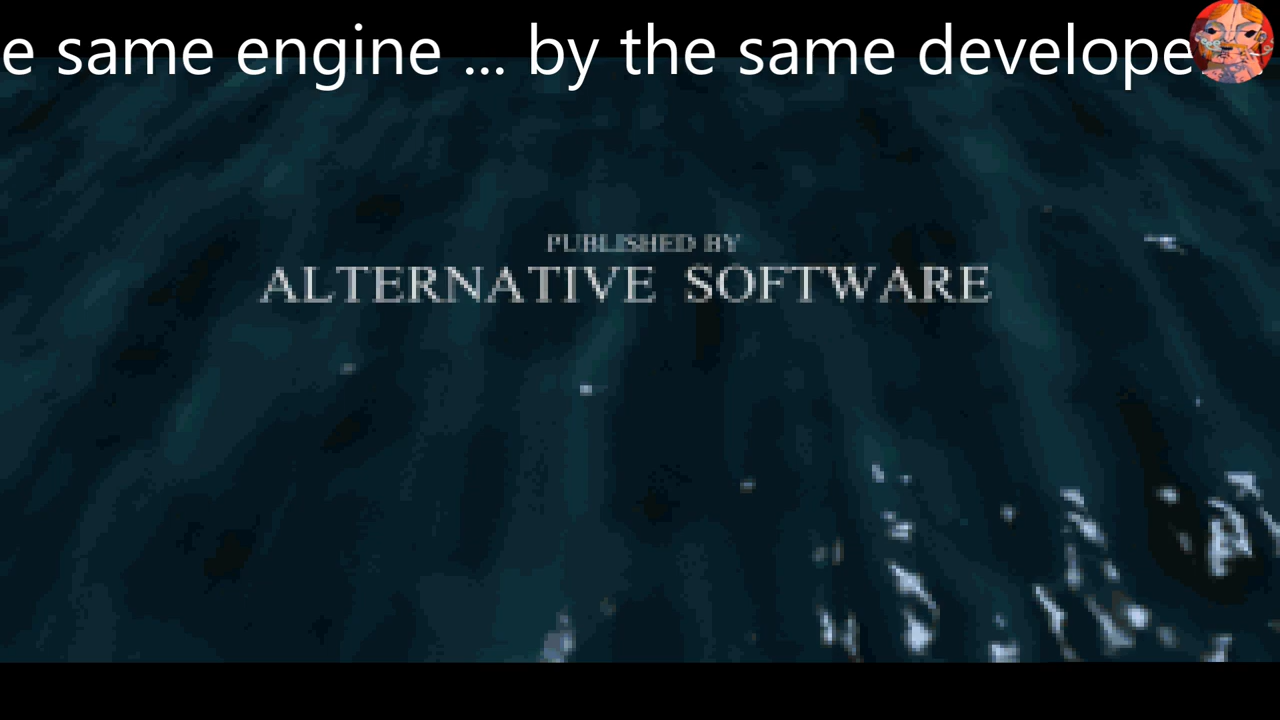 e same engine ... by the same develope
PUBLISHED BY
ALTERNATIVE SOFTWARE